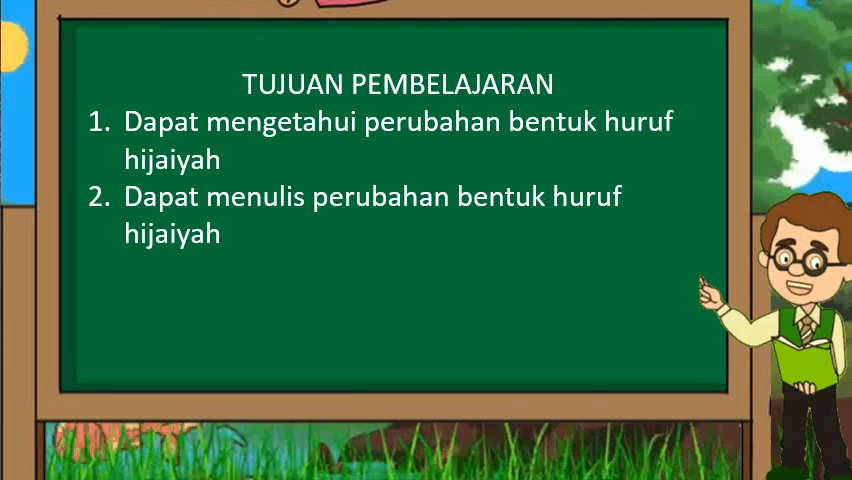 TUJUAN PEMBELAJARAN
1. Dapat mengetahui perubahan bentuk huruf
hijaiyah
2. Dapat menulis perubahan bentuk huruf
hijaiyah